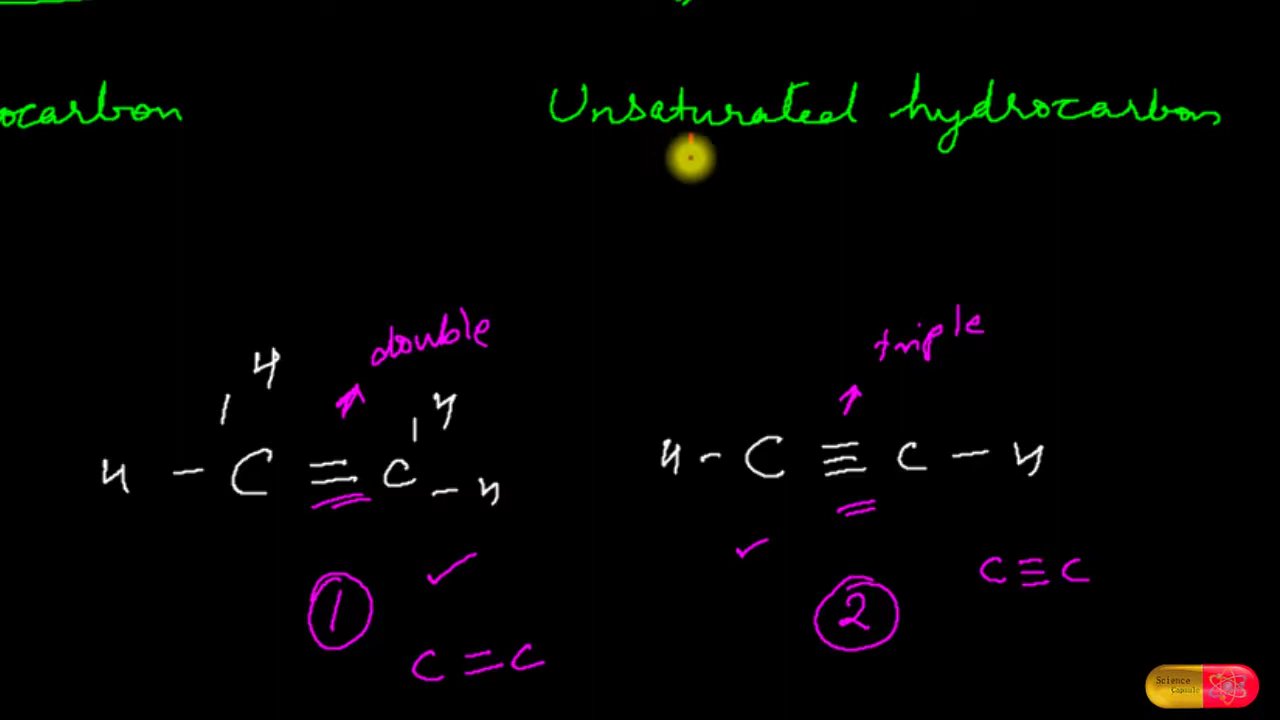 ocarbon Unsaturated hydrocarbon
double
triple
H H
H - C = C - H
H - C ≡ C - H
1
C = C
2
C ≡ C
Science
Capsule